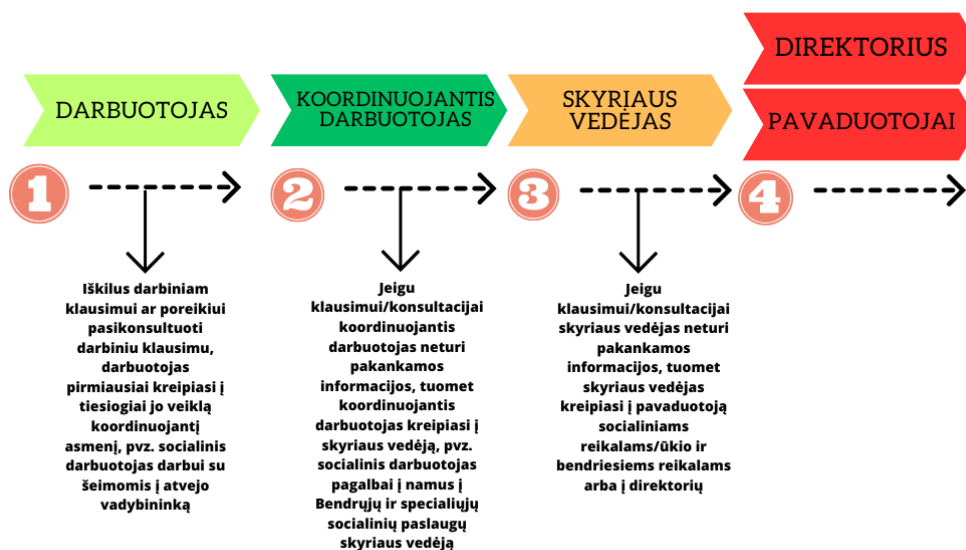 DARBUOTOJAS
KOORDINUOJANTIS
DARBUOTOJAS
SKYRIAUS
VEDĖJAS
DIREKTORIUS
PAVADUOTOJAI
1
Iškilus darbiniam
klausimui ar poreikiui
pasikonsultuoti
darbiniu klausimu,
darbuotojas
pirmiausiai kreipiasi į
tiesiogiai jo veiklą
koordinuojantį
asmenį, pvz. socialinis
darbuotojas darbui su
šeimomis į atvejo
vadybininką
2
Jeigu
klausimui/konsultacijai
koordinuojantis
darbuotojas neturi
pakankamos
informacijos, tuomet
koordinuojantis
darbuotojas kreipiasi į
skyriaus vedėją, pvz.
socialinis darbuotojas
pagalbai į namus į
Bendrųjų ir specialiųjų
socialinių paslaugų
skyriaus vedėją
3
Jeigu
klausimui/konsultacijai
skyriaus vedėjas neturi
pakankamos
informacijos, tuomet
skyriaus vedėjas
kreipiasi į pavaduotoją
socialiniams
reikalams/ūkio ir
bendriesiems reikalams
arba į direktorių
4